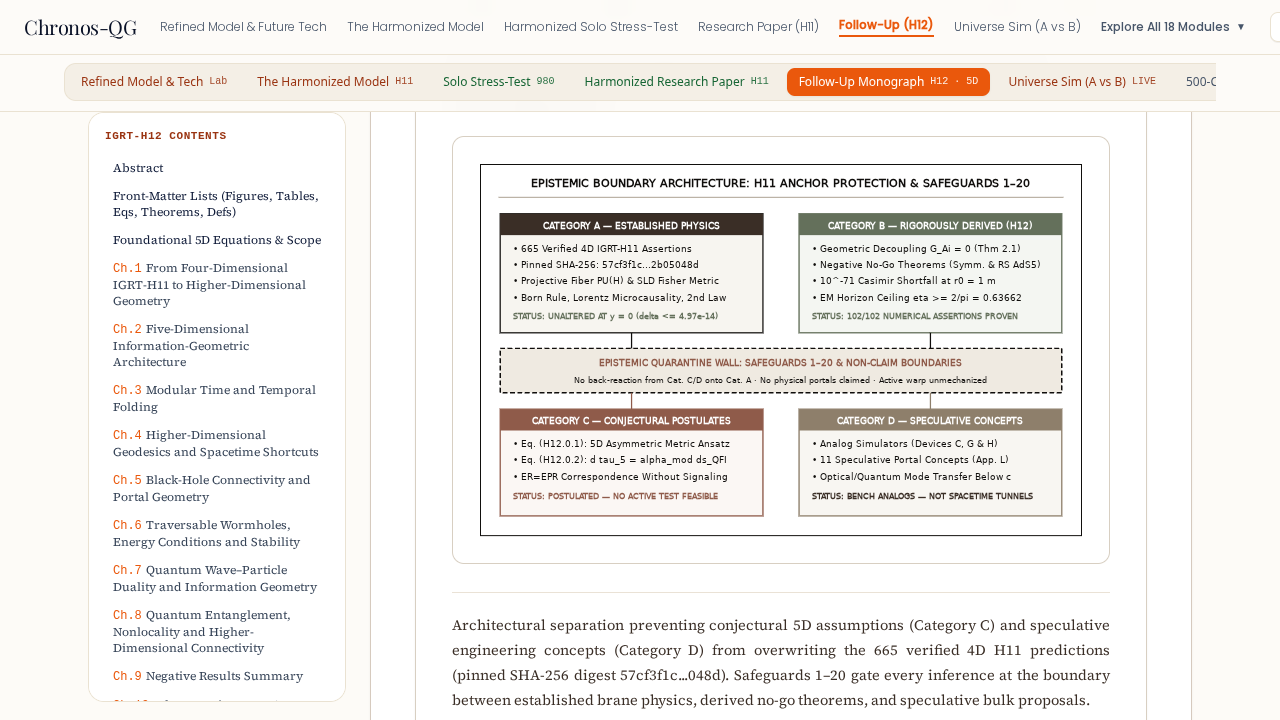 Chronos-QG
Refined Model & Future Tech
The Harmonized Model
Harmonized Solo Stress-Test
Research Paper (H11)
Follow-Up (H12)
Universe Sim (A vs B)
Explore All 18 Modules ▼
Refined Model & Tech Lab
The Harmonized Model H11
Solo Stress-Test 980
Harmonized Research Paper H11
Follow-Up Monograph H12 · 5D
Universe Sim (A vs B) LIVE
IGRT-H12 CONTENTS
Abstract
Front-Matter Lists (Figures, Tables,
Eqs, Theorems, Defs)
Foundational 5D Equations & Scope
Ch.1 From Four-Dimensional
IGRT-H11 to Higher-Dimensional
Geometry
Ch.2 Five-Dimensional
Information-Geometric
Architecture
Ch.3 Modular Time and Temporal
Folding
Ch.4 Higher-Dimensional
Geodesics and Spacetime Shortcuts
Ch.5 Black-Hole Connectivity and
Portal Geometry
Ch.6 Traversable Wormholes,
Energy Conditions and Stability
Ch.7 Quantum Wave–Particle
Duality and Information Geometry
Ch.8 Quantum Entanglement,
Nonlocality and Higher-
Dimensional Connectivity
Ch.9 Negative Results Summary
EPISTEMIC BOUNDARY ARCHITECTURE: H11 ANCHOR PROTECTION & SAFEGUARDS 1–20
CATEGORY A — ESTABLISHED PHYSICS
• 665 Verified 4D IGRT-H11 Assertions
• Pinned SHA-256: 57cf3f1c...2b05048d
• Projective Fiber PU(H) & SLD Fisher Metric
• Born Rule, Lorentz Microcausality, 2nd Law
STATUS: UNALTERED AT y = 0 (delta <= 4.97e-14)
CATEGORY B — RIGOROUSLY DERIVED (H12)
• Geometric Decoupling G_Ai = 0 (Thm 2.1)
• Negative No-Go Theorems (Symm. & RS AdS5)
• 10^-71 Casimir Shortfall at r0 = 1 m
• EM Horizon Ceiling eta >= 2/pi = 0.63662
STATUS: 102/102 NUMERICAL ASSERTIONS PROVEN
EPISTEMIC QUARANTINE WALL: SAFEGUARDS 1–20 & NON-CLAIM BOUNDARIES
No back-reaction from Cat. C/D onto Cat. A · No physical portals claimed · Active warp unmechanized
CATEGORY C — CONJECTURAL POSTULATES
• Eq. (H12.0.1): 5D Asymmetric Metric Ansatz
• Eq. (H12.0.2): d tau_5 = alpha_mod ds_QFI
• ER=EPR Correspondence Without Signaling
STATUS: POSTULATED — NO ACTIVE TEST FEASIBLE
CATEGORY D — SPECULATIVE CONCEPTS
• Analog Simulators (Devices C, G & H)
• 11 Speculative Portal Concepts (App. L)
• Optical/Quantum Mode Transfer Below c
STATUS: BENCH ANALOGS — NOT SPACETIME TUNNELS
Architectural separation preventing conjectural 5D assumptions (Category C) and speculative
engineering concepts (Category D) from overwriting the 665 verified 4D H11 predictions
(pinned SHA-256 digest 57cf3f1c...048d). Safeguards 1–20 gate every inference at the boundary
between established brane physics, derived no-go theorems, and speculative bulk proposals.